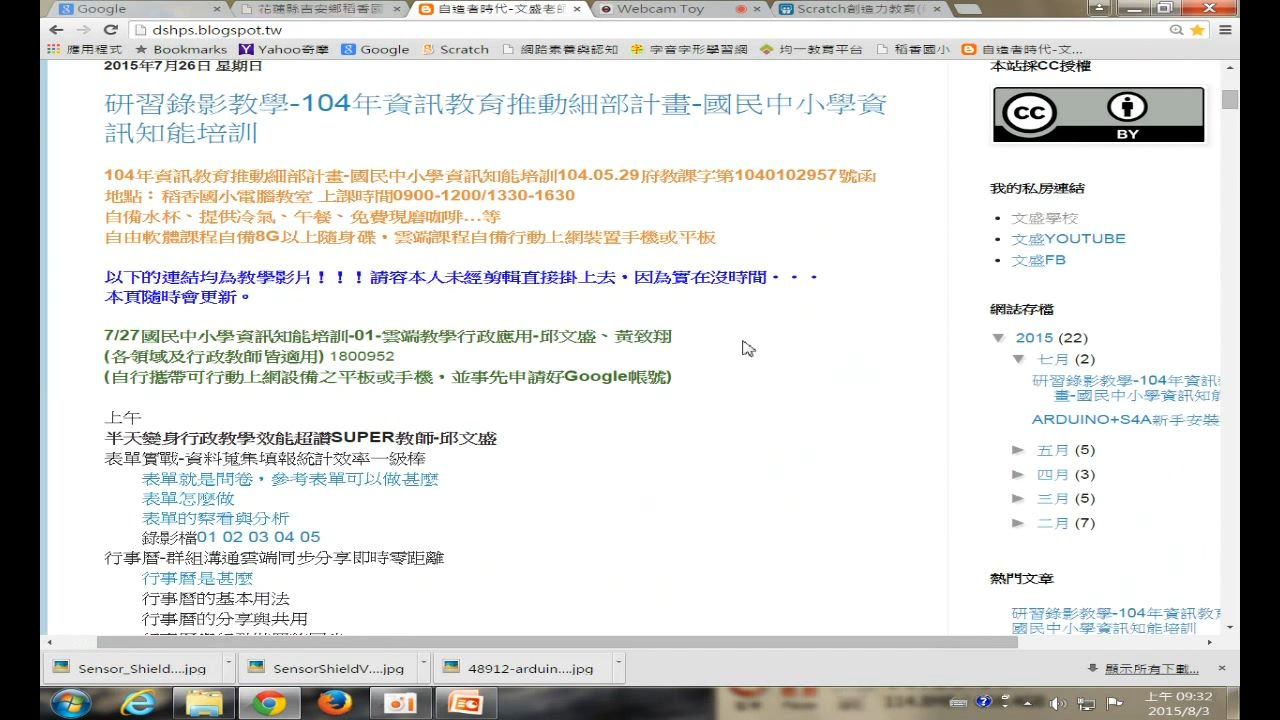 Google
花蓮縣吉安鄉稻香國
自造者時代-文盛老師
Webcam Toy
Scratch創造力教育(
dshps.blogspot.tw
應用程式
Bookmarks
Yahoo奇摩
Google
Scratch
網路素養與認知
字音字形學習網
均一教育平台
稻香國小
自造者時代-文...
2015年7月26日 星期日
研習錄影教學-104年資訊教育推動細部計畫-國民中小學資
訊知能培訓
104年資訊教育推動細部計畫-國民中小學資訊知能培訓104.05.29府教課字第1040102957號函
地點：稻香國小電腦教室 上課時間0900-1200/1330-1630
自備水杯、提供冷氣、午餐、免費現磨咖啡...等
自由軟體課程自備8G以上隨身碟，雲端課程自備行動上網裝置手機或平板
以下的連結均為教學影片！！！請容本人未經剪輯直接掛上去，因為實在沒時間．．．
本頁隨時會更新。
7/27國民中小學資訊知能培訓-01-雲端教學行政應用-邱文盛、黃致翔
(各領域及行政教師皆適用) 1800952
(自行攜帶可行動上網設備之平板或手機，並事先申請好Google帳號)
上午
半天變身行政教學效能超讚SUPER教師-邱文盛
表單實戰-資料蒐集填報統計效率一級棒
表單就是問卷，參考表單可以做甚麼
表單怎麼做
表單的察看與分析
錄影檔01 02 03 04 05
行事曆-群組溝通雲端同步分享即時零距離
行事曆是甚麼
行事曆的基本用法
行事曆的分享與共用
本站採CC授權
CC
BY
我的私房連結
文盛學校
文盛YOUTUBE
文盛FB
網誌存檔
▼ 2015 (22)
▼ 七月 (2)
研習錄影教學-104年資訊
畫-國民中小學資訊知能
ARDUINO+S4A新手安裝
► 五月 (5)
► 四月 (3)
► 三月 (5)
► 二月 (7)
熱門文章
研習錄影教學-104年資訊教育
國民中小學資訊知能培訓
Sensor_Shield....jpg
SensorShieldV....jpg
48912-arduin....jpg
顯示所有下載...
上午 09:32
2015/8/3